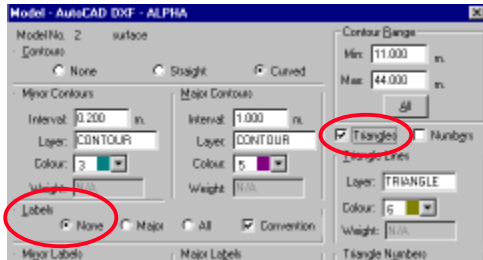 Model - AutoCAD DXF - ALPHA
Model No. 2 surface
Contours
None Straight Curved
Minor Contours
Interval: 0.200 m.
Layer: CONTOUR
Colour: 3
Weight: N/A
Major Contours
Interval: 1.000 m.
Layer: CONTOUR
Colour: 5
Weight: N/A
Labels
None Major All Convention
Minor Labels
Major Labels
Contour Range
Min: 11.000 m.
Max: 44.000 m.
All
Triangles Numbers
Triangle Lines
Layer: TRIANGLE
Colour: 6
Weight: N/A
Triangle Numbers